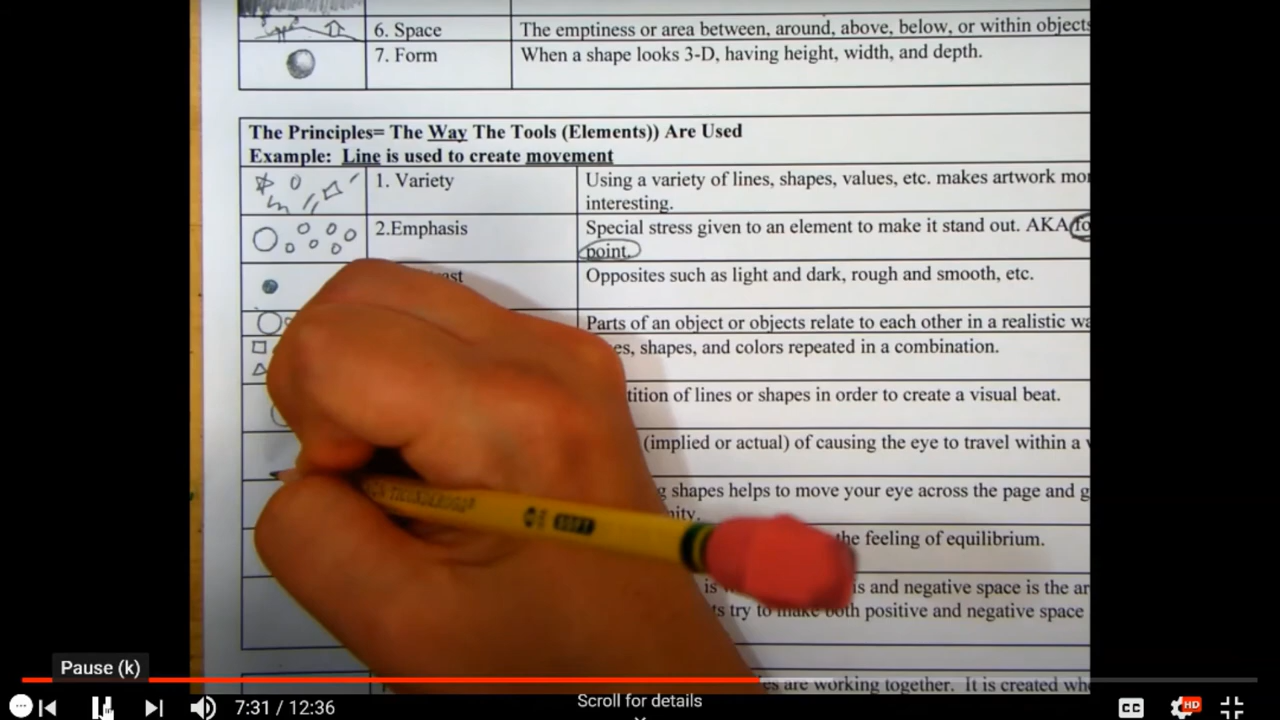 6. Space The emptiness or area between, around, above, below, or within objects
7. Form When a shape looks 3-D, having height, width, and depth.
The Principles= The Way The Tools (Elements)) Are Used
Example: Line is used to create movement
1. Variety Using a variety of lines, shapes, values, etc. makes artwork
interesting.
2.Emphasis Special stress given to an element to make it stand out. AKA
point.
Opposites such as light and dark, rough and smooth, etc.
Parts of an object or objects relate to each other in a realistic
shapes, and colors repeated in a combination.
of lines or shapes in order to create a visual beat.
(implied or actual) of causing the eye to travel within a
shapes helps to move your eye across the page and
the feeling of equilibrium.
is and negative space is the
try to make both positive and negative space
are working together. It is created
TICONDEROGA
SOFT
Pause (k)
7:31 / 12:36
Scroll for details
CC
HD